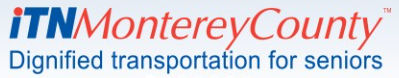 iTNMontereyCounty™
Dignified transportation for seniors